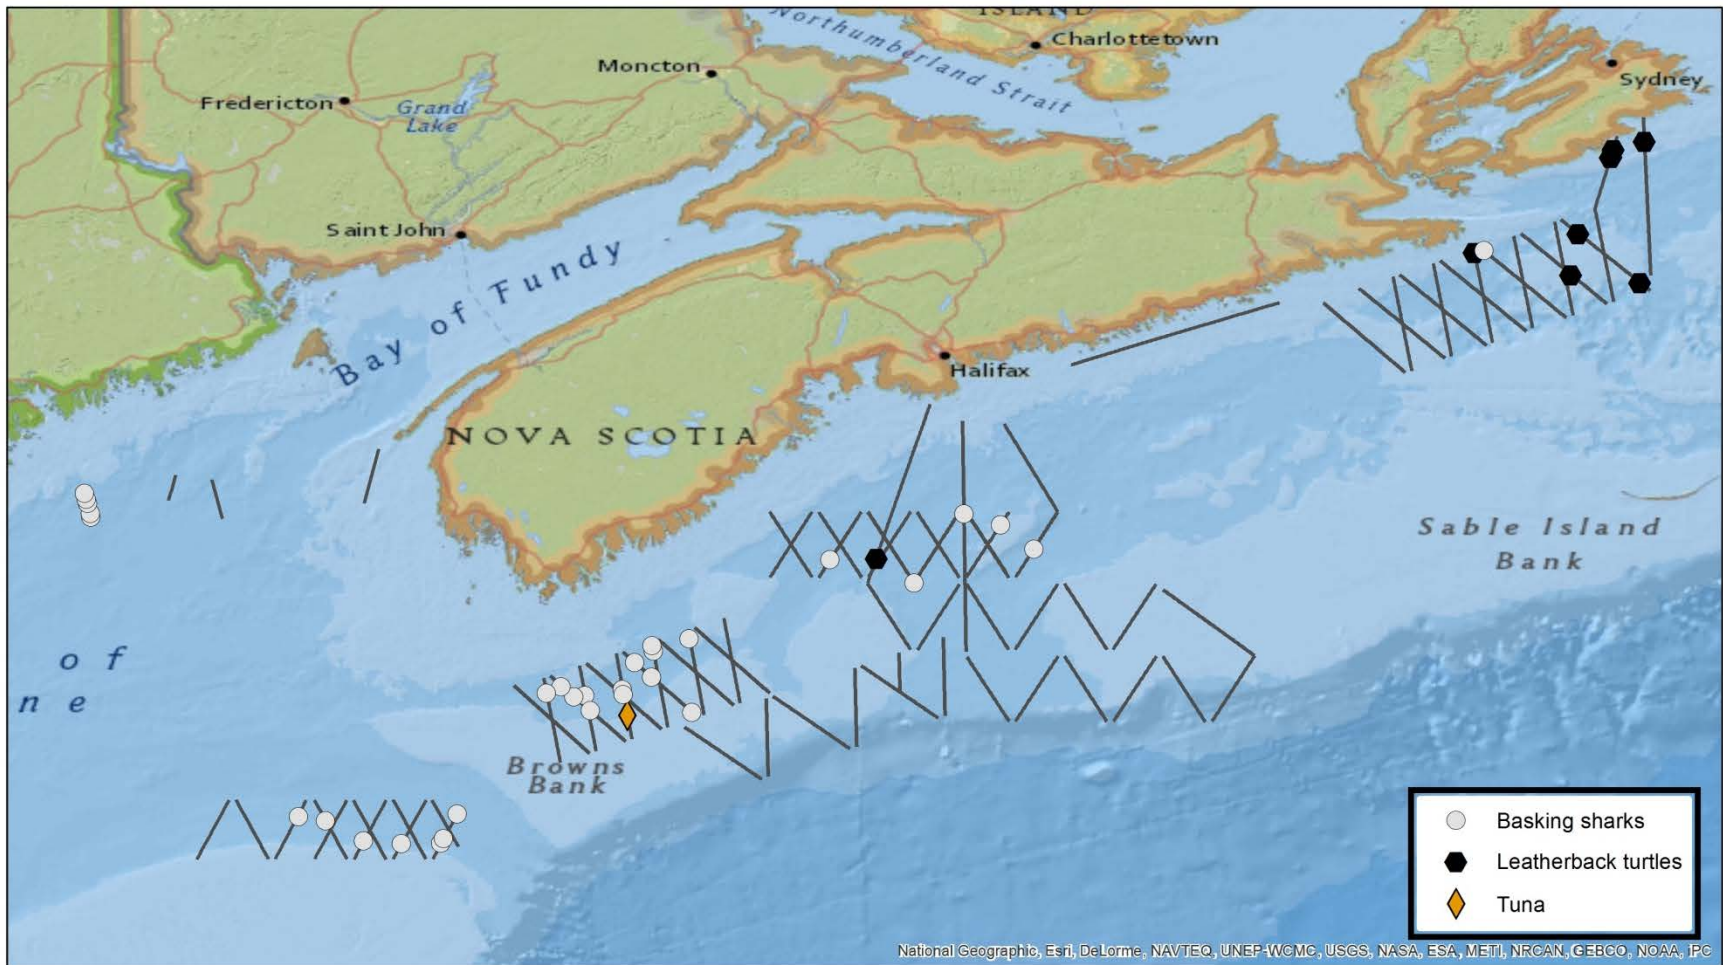 ISLAND
Charlottetown
Northumberland Strait
Moncton
Sydney
Fredericton
Grand
Lake
Saint John
Bay of Fundy
Halifax
NOVA SCOTIA
Sable Island
Bank
of
ne
Browns
Bank
Basking sharks
Leatherback turtles
Tuna
National Geographic, Esri, DeLorme, NAVTEQ, UNEP-WCMC, USGS, NASA, ESA, METI, NRCAN, GEBCO, NOAA, iPC